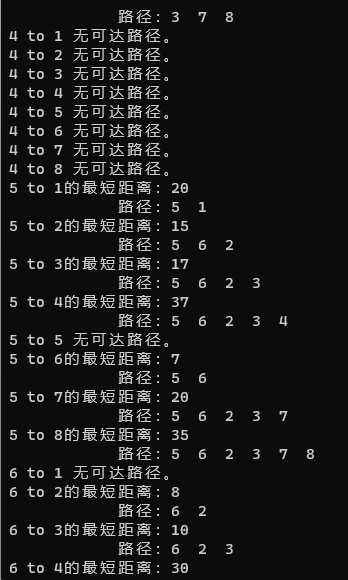 路径: 3 7 8
4 to 1 无可达路径。
4 to 2 无可达路径。
4 to 3 无可达路径。
4 to 4 无可达路径。
4 to 5 无可达路径。
4 to 6 无可达路径。
4 to 7 无可达路径。
4 to 8 无可达路径。
5 to 1的最短距离: 20
路径: 5 1
5 to 2的最短距离: 15
路径: 5 6 2
5 to 3的最短距离: 17
路径: 5 6 2 3
5 to 4的最短距离: 37
路径: 5 6 2 3 4
5 to 5 无可达路径。
5 to 6的最短距离: 7
路径: 5 6
5 to 7的最短距离: 20
路径: 5 6 2 3 7
5 to 8的最短距离: 35
路径: 5 6 2 3 7 8
6 to 1 无可达路径。
6 to 2的最短距离: 8
路径: 6 2
6 to 3的最短距离: 10
路径: 6 2 3
6 to 4的最短距离: 30